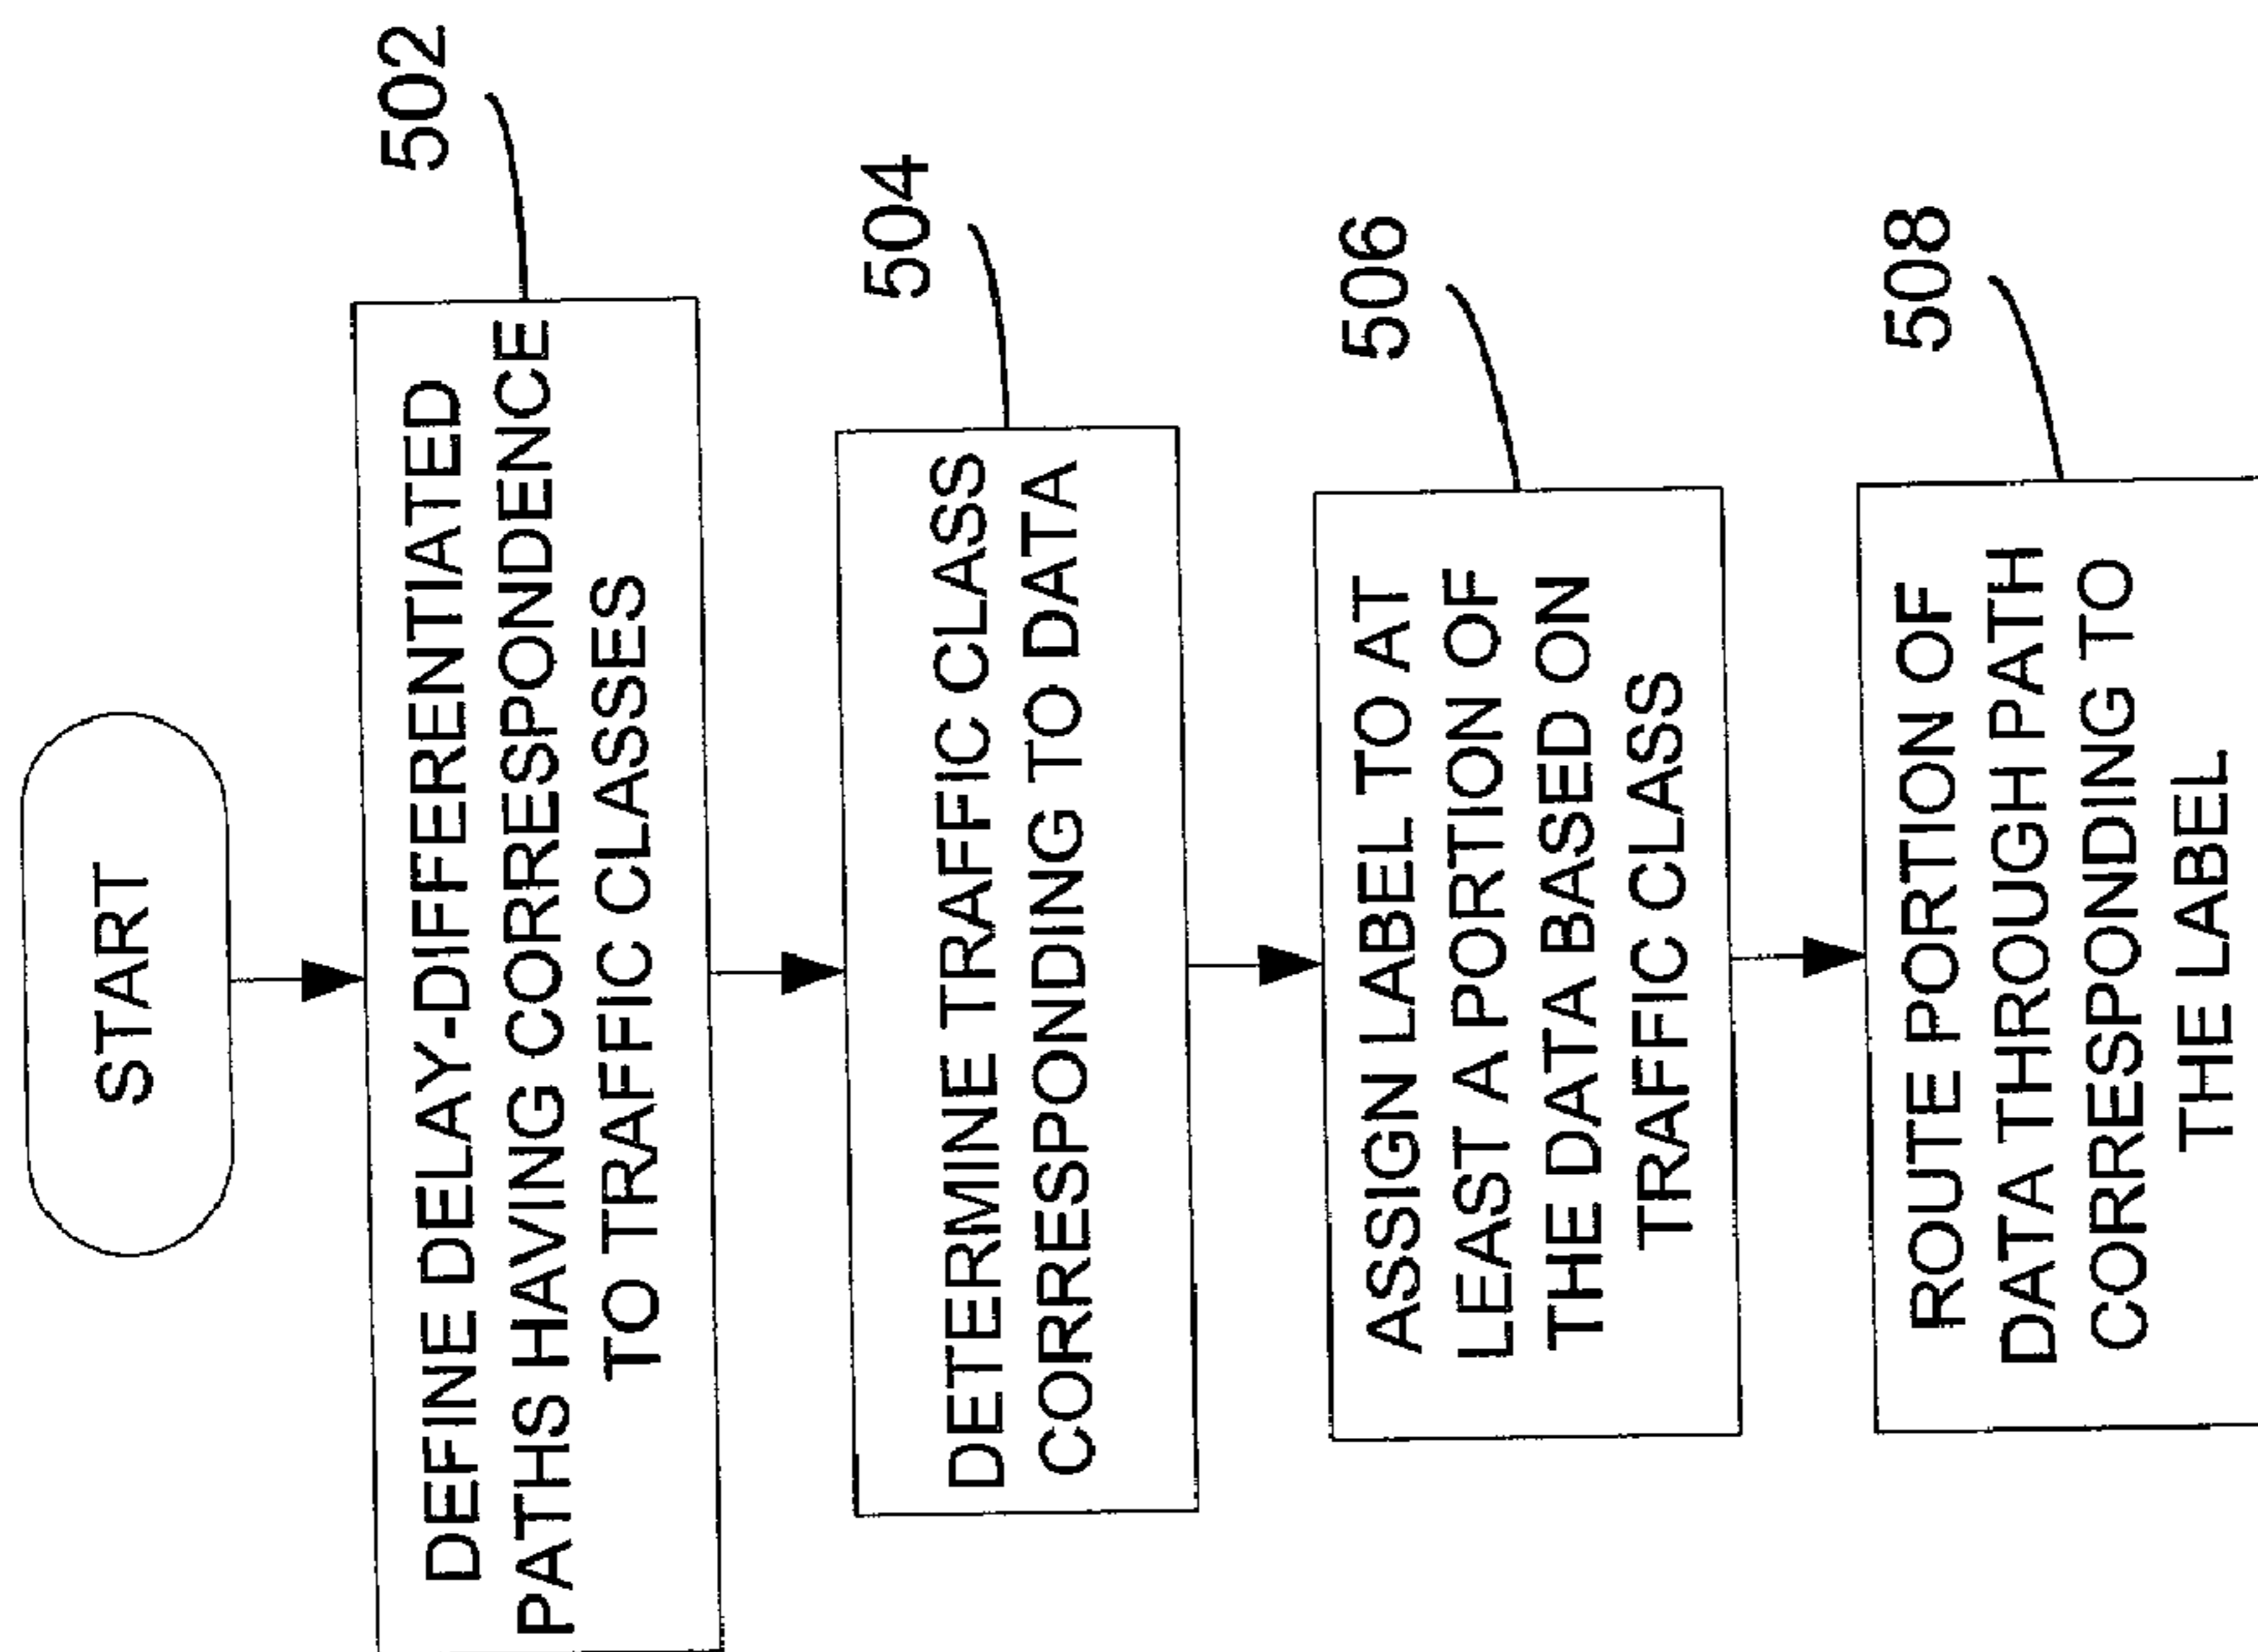 START
DEFINE DELAY-DIFFERENTIATED
PATHS HAVING CORRESPONDENCE
TO TRAFFIC CLASSES
502
DETERMINE TRAFFIC CLASS
CORRESPONDING TO DATA
504
ASSIGN LABEL TO AT
LEAST A PORTION OF
THE DATA BASED ON
TRAFFIC CLASS
506
ROUTE PORTION OF
DATA THROUGH PATH
CORRESPONDING TO
THE LABEL
508